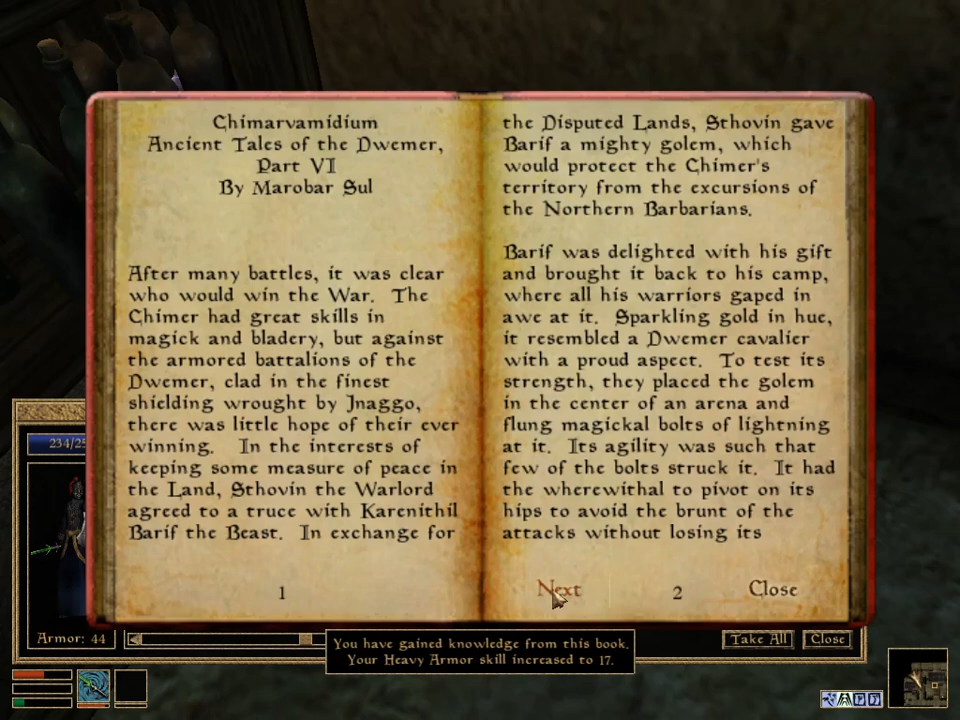 Chimarvamidium
Ancient Tales of the Dwemer,
Part VI
By Marobar Sul
After many battles, it was clear
who would win the War. The
Chimer had great skills in
magick and bladery, but against
the armored battalions of the
Dwemer, clad in the finest
shielding wrought by Jnaggo,
there was little hope of their ever
winning. In the interests of
keeping some measure of peace in
the Land, Sthovin the Warlord
agreed to a truce with Karenithil
Barif the Beast. In exchange for
1
the Disputed Lands, Sthovin gave
Barif a mighty golem, which
would protect the Chimer's
territory from the excursions of
the Northern Barbarians.
Barif was delighted with his gift
and brought it back to his camp,
where all his warriors gaped in
awe at it. Sparkling gold in hue,
it resembled a Dwemer cavalier
with a proud aspect. To test its
strength, they placed the golem
in the center of an arena and
flung magickal bolts of lightning
at it. Its agility was such that
few of the bolts struck it. It had
the wherewithal to pivot on its
hips to avoid the brunt of the
attacks without losing its
Next
2
Close
234/25
Armor: 44
Take All
Close
You have gained knowledge from this book.
Your Heavy Armor skill increased to 17.